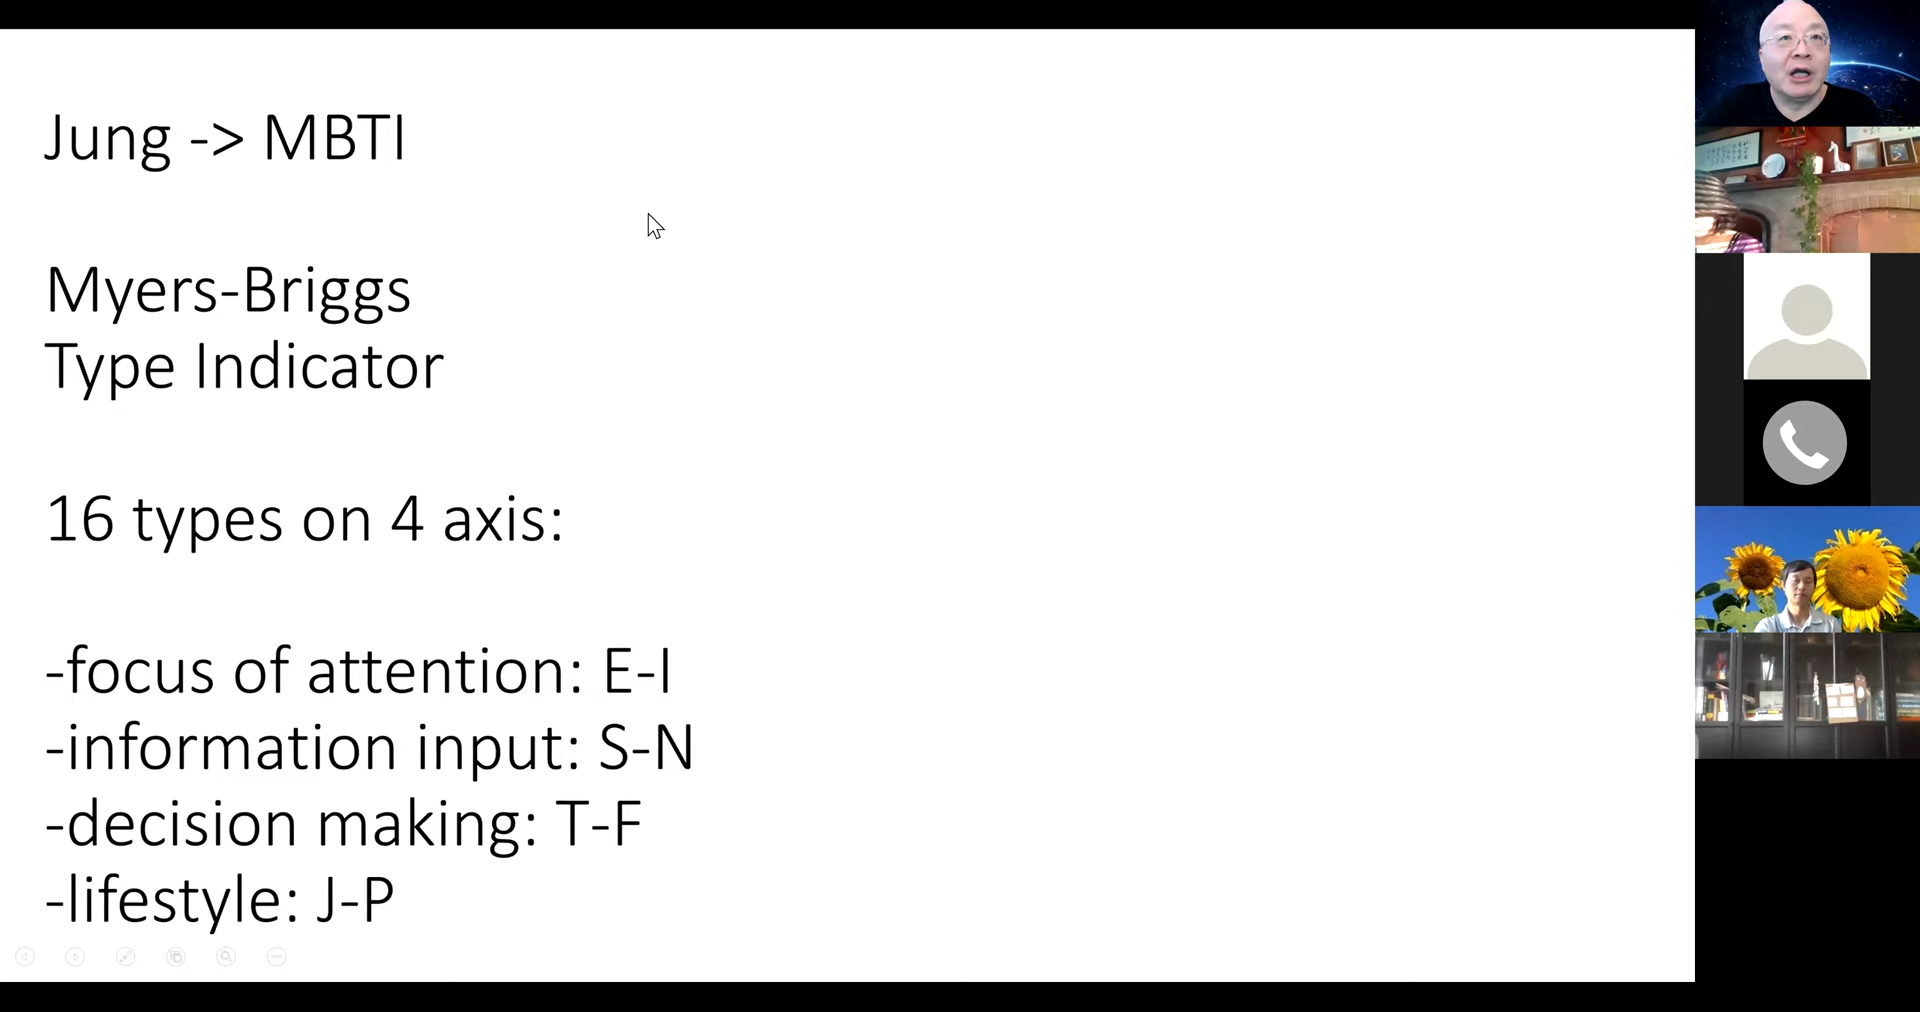 Jung -> MBTI
Myers-Briggs
Type Indicator
16 types on 4 axis:
-focus of attention: E-I
-information input: S-N
-decision making: T-F
-lifestyle: J-P